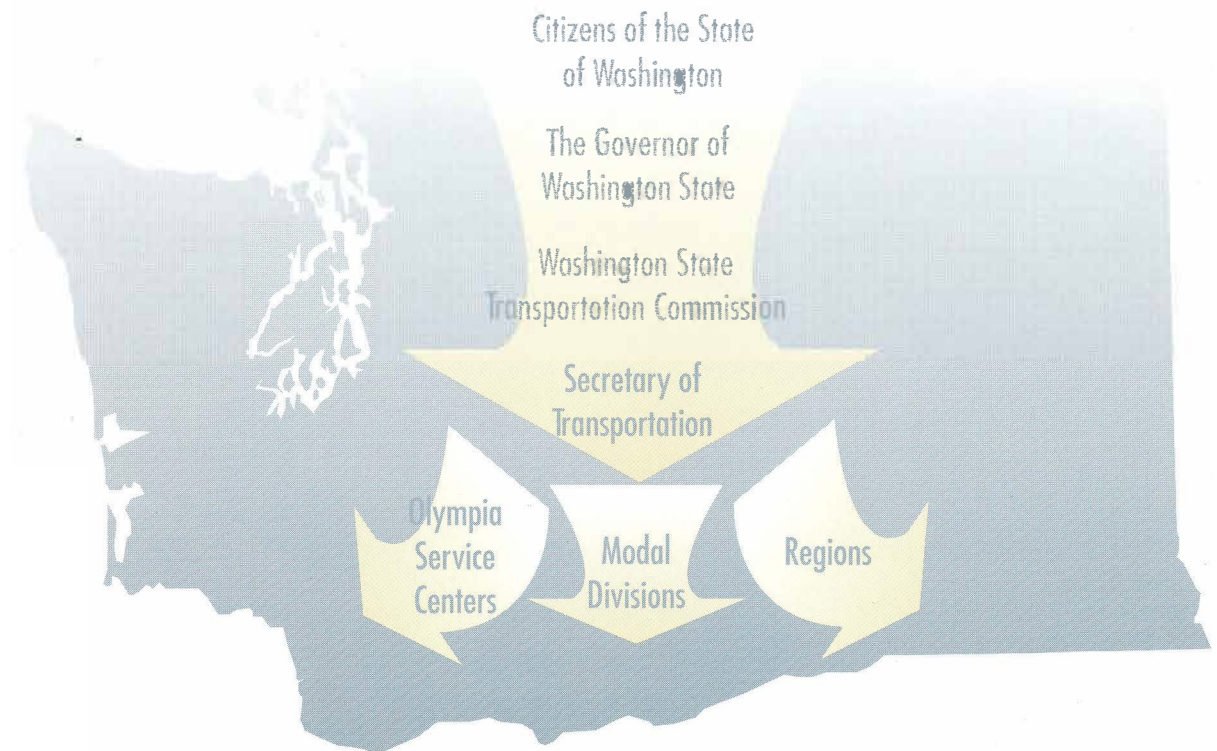 Citizens of the State
of Washington
The Governor of
Washington State
Washington State
Transportation Commission
Secretary of
Transportation
Olympia
Service
Centers
Modal
Divisions
Regions